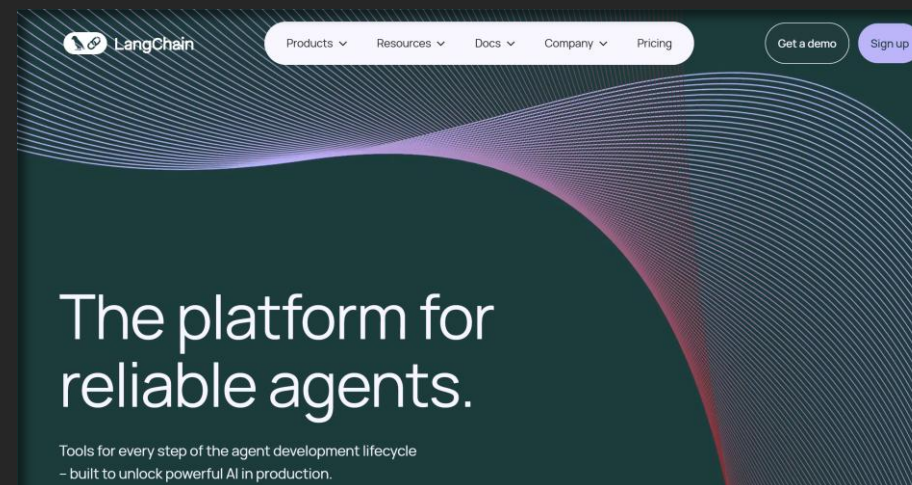 LangChain
Products
Resources
Docs
Company
Pricing
Get a demo
Sign up
The platform for
reliable agents.
Tools for every step of the agent development lifecycle
– built to unlock powerful AI in production.